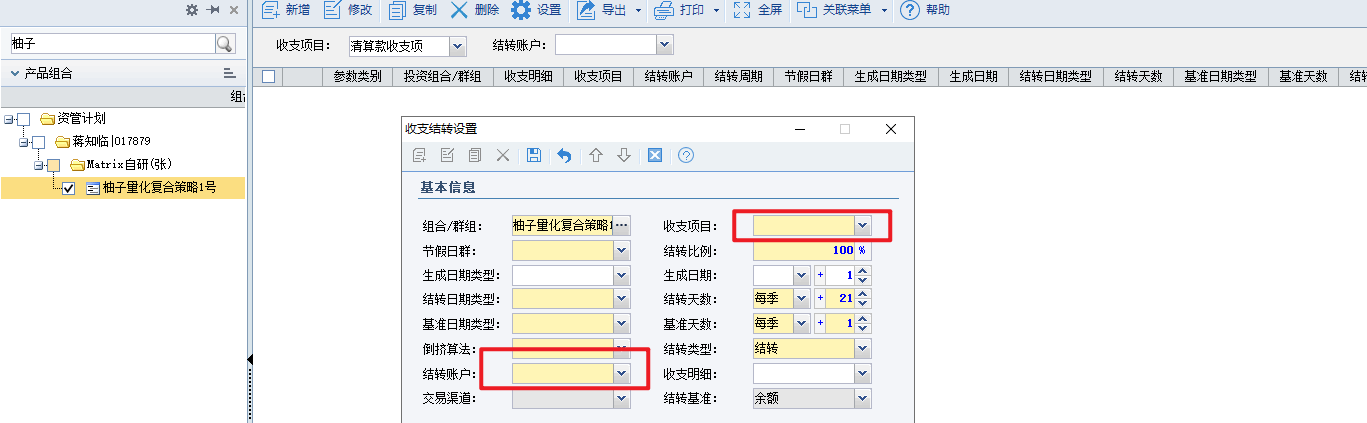 新增 修改 复制 删除 设置 导出 打印 全屏 关联菜单 帮助
柚子
收支项目: 清算款收支项 结转账户:
产品组合
参数类别 投资组合/群组 收支明细 收支项目 结转账户 结转周期 节假日群 生成日期类型 生成日期 结转日期类型 结转天数 基准日期类型 基准天数 结转
组合
资管计划
蒋知临|017879
Matrix自研(张)
柚子量化复合策略1号
收支结转设置
基本信息
组合/群组: 柚子量化复合策略1 ... 收支项目:
节假日群: 结转比例: 100 %
生成日期类型: 生成日期: + 1
结转日期类型: 结转天数: 每季 + 21
基准日期类型: 基准天数: 每季 + 1
倒挤算法: 结转类型: 结转
结转账户: 收支明细:
交易渠道: 结转基准: 余额